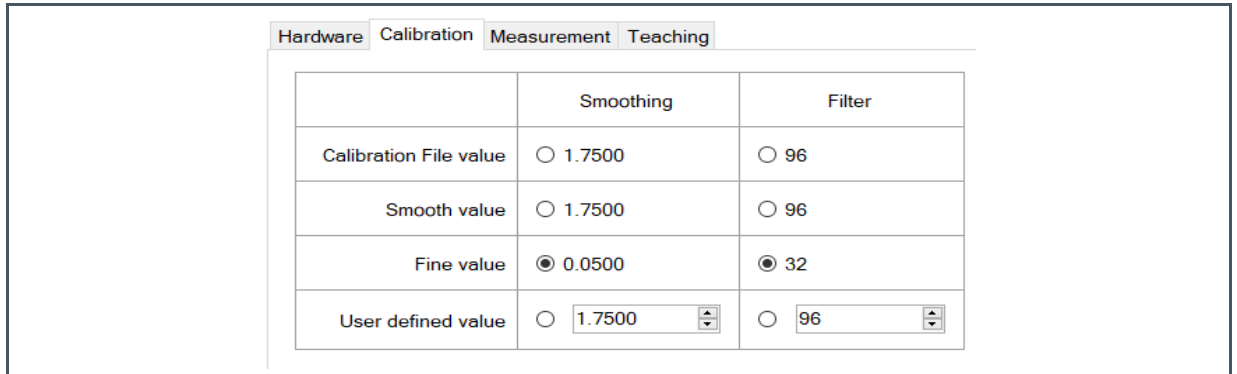 Hardware Calibration Measurement Teaching
Smoothing Filter
Calibration File value 1.7500 96
Smooth value 1.7500 96
Fine value 0.0500 32
User defined value 1.7500 96